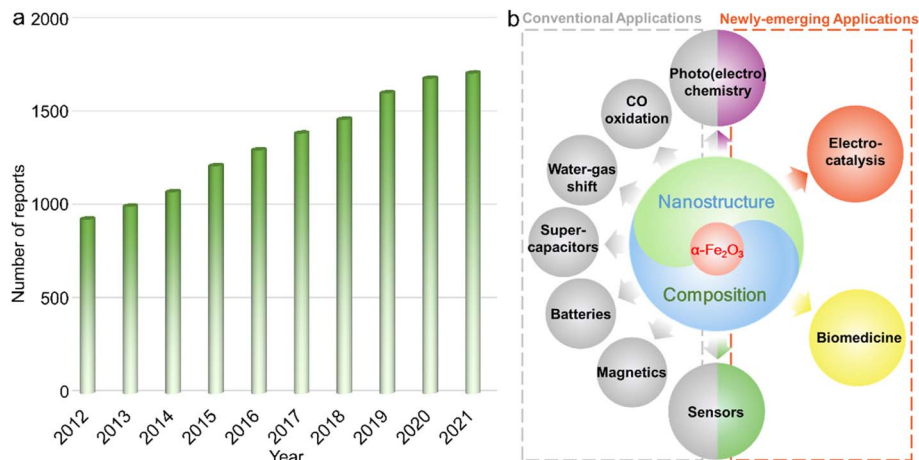 a
2000
1500
1000
500
0
Number of reports
2012
2013
2014
2015
2016
2017
2018
2019
2020
2021
Year
b
Conventional Applications
Newly-emerging Applications
Photo(electro)
chemistry
CO
oxidation
Water-gas
shift
Super-
capacitors
Batteries
Magnetics
Sensors
Electro-
catalysis
Biomedicine
Nanostructure
α-Fe₂O₃
Composition